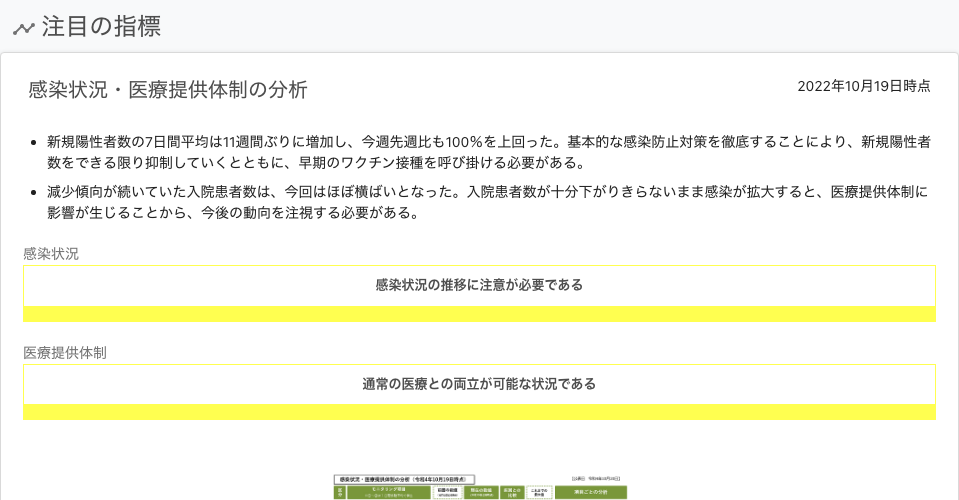 注目の指標
感染状況・医療提供体制の分析
2022年10月19日時点
新規陽性者数の7日間平均は11週間ぶりに増加し、今週先週比も100%を上回った。基本的な感染防止対策を徹底することにより、新規陽性者
数をできる限り抑制していくとともに、早期のワクチン接種を呼び掛ける必要がある。
減少傾向が続いていた入院患者数は、今回はほぼ横ばいとなった。入院患者数が十分下がりきらないまま感染が拡大すると、医療提供体制に
影響が生じることから、今後の動向を注視する必要がある。
感染状況
感染状況の推移に注意が必要である
医療提供体制
通常の医療との両立が可能な状況である
感染状況・医療提供体制の分析（令和4年10月19日時点）